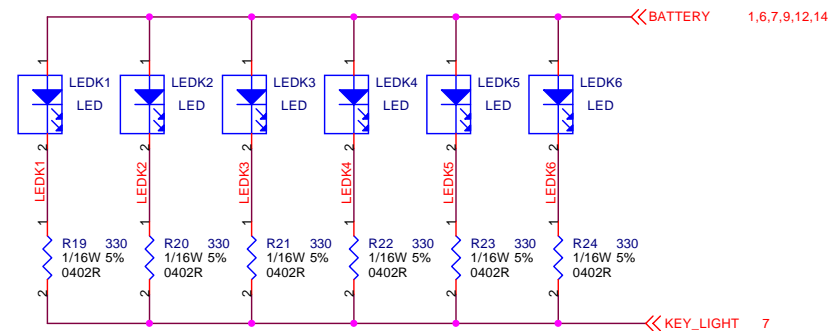 BATTERY 1,6,7,9,12,14
1 1 1 1 1 1
LEDK1 LEDK2 LEDK3 LEDK4 LEDK5 LEDK6
LED LED LED LED LED LED
2 2 2 2 2 2
LEDK1 LEDK2 LEDK3 LEDK4 LEDK5 LEDK6
1 1 1 1 1 1
R19 330 R20 330 R21 330 R22 330 R23 330 R24 330
1/16W 5% 1/16W 5% 1/16W 5% 1/16W 5% 1/16W 5% 1/16W 5%
0402R 0402R 0402R 0402R 0402R 0402R
2 2 2 2 2 2
KEY_LIGHT 7